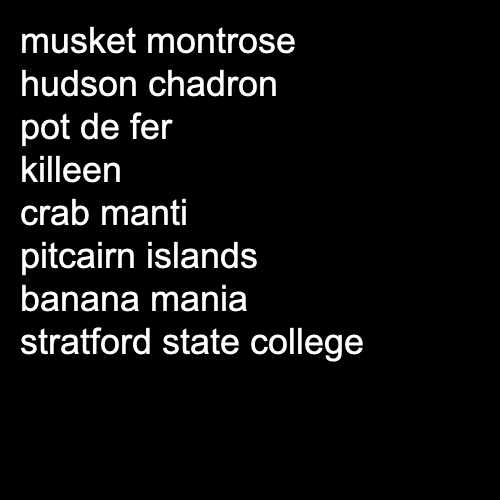 musket montrose
hudson chadron
pot de fer
killeen
crab manti
pitcairn islands
banana mania
stratford state college